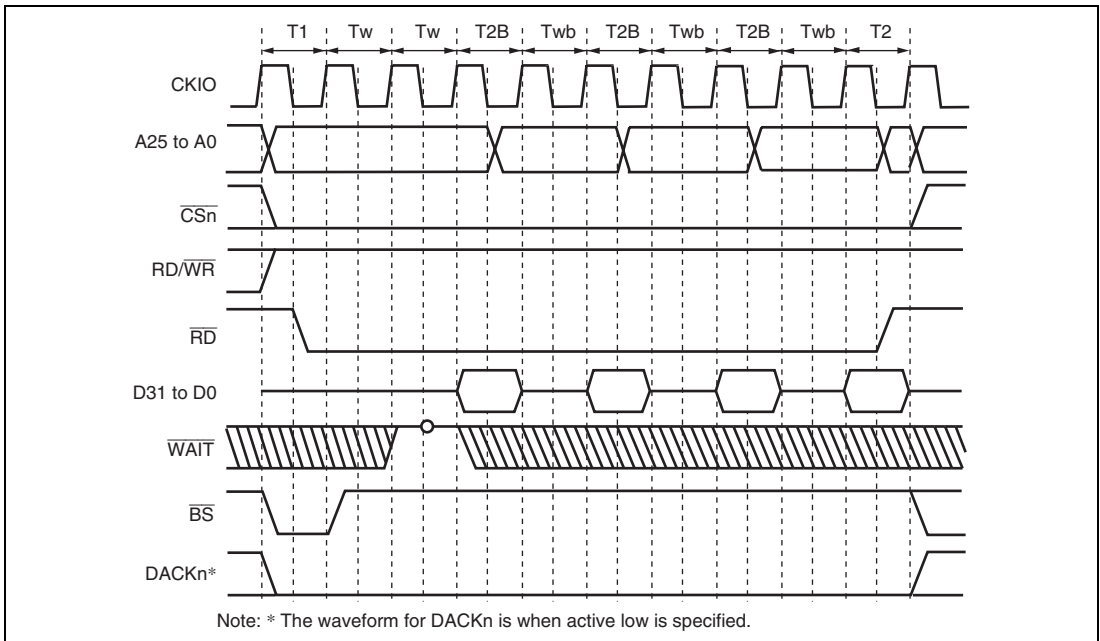 T1 Tw Tw T2B Twb T2B Twb T2B Twb T2
CKIO
A25 to A0
CSn
RD/WR
RD
D31 to D0
WAIT
BS
DACKn*
Note: * The waveform for DACKn is when active low is specified.